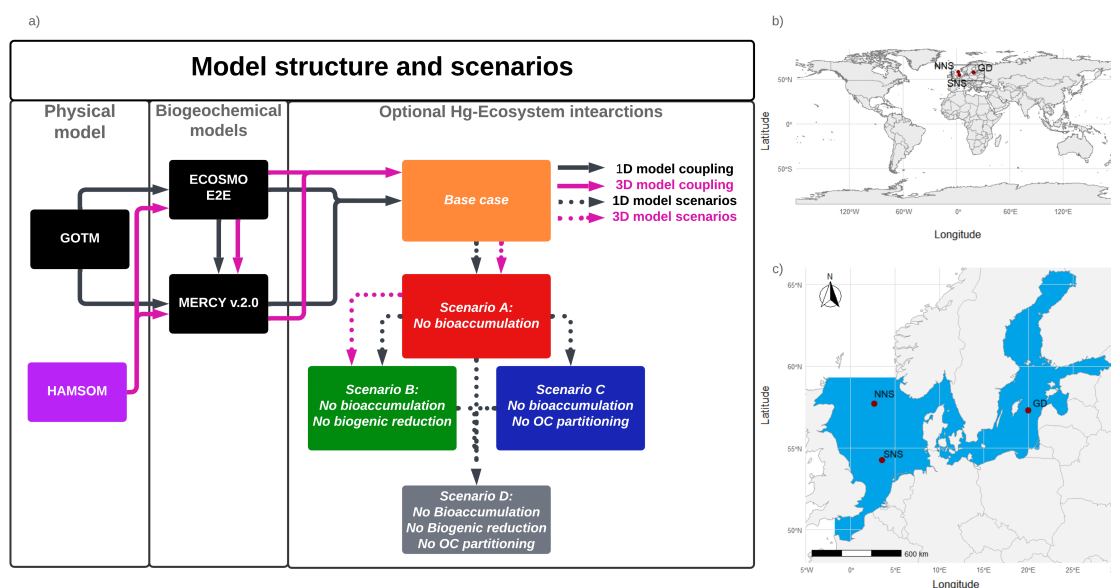 a)
Model structure and scenarios
Physical
model
Biogeochemical
models
Optional Hg-Ecosystem intearctions
ECOSMO
E2E
GOTM
MERCY v.2.0
HAMSOM
Base case
1D model coupling
3D model coupling
1D model scenarios
3D model scenarios
Scenario A:
No bioaccumulation
Scenario B:
No bioaccumulation
No biogenic reduction
Scenario C
No bioaccumulation
No OC partitioning
Scenario D:
No Bioaccumulation
No Biogenic reduction
No OC partitioning
b)
NNS
GD
SNS
50°N
0°
50°S
Latitude
120°W
60°W
0°
60°E
120°E
Longitude
c)
N
65°N
60°N
55°N
50°N
Latitude
NNS
GD
SNS
600 km
5°W
0°
5°E
10°E
15°E
20°E
25°E
Longitude